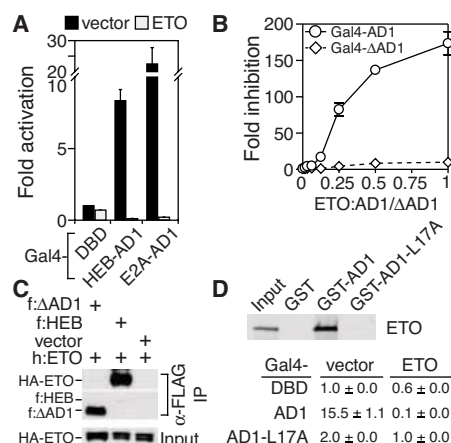 A
■ vector □ ETO
Fold activation
30
20
10
5
0
Gal4-
DBD
HEB-AD1
E2A-AD1
B
Gal4-AD1
Gal4-ΔAD1
Fold inhibition
200
150
100
50
0
0 0.25 0.5 0.75 1
ETO:AD1/ΔAD1
C
f:ΔAD1 +
f:HEB +
vector +
h:ETO + + +
HA-ETO
f:HEB
f:ΔAD1
α-FLAG IP
HA-ETO Input
D
Input
GST
GST-AD1
GST-AD1-L17A
ETO
Gal4- vector ETO
DBD 1.0 ± 0.0 0.6 ± 0.0
AD1 15.5 ± 1.1 0.1 ± 0.0
AD1-L17A 2.0 ± 0.0 1.0 ± 0.0